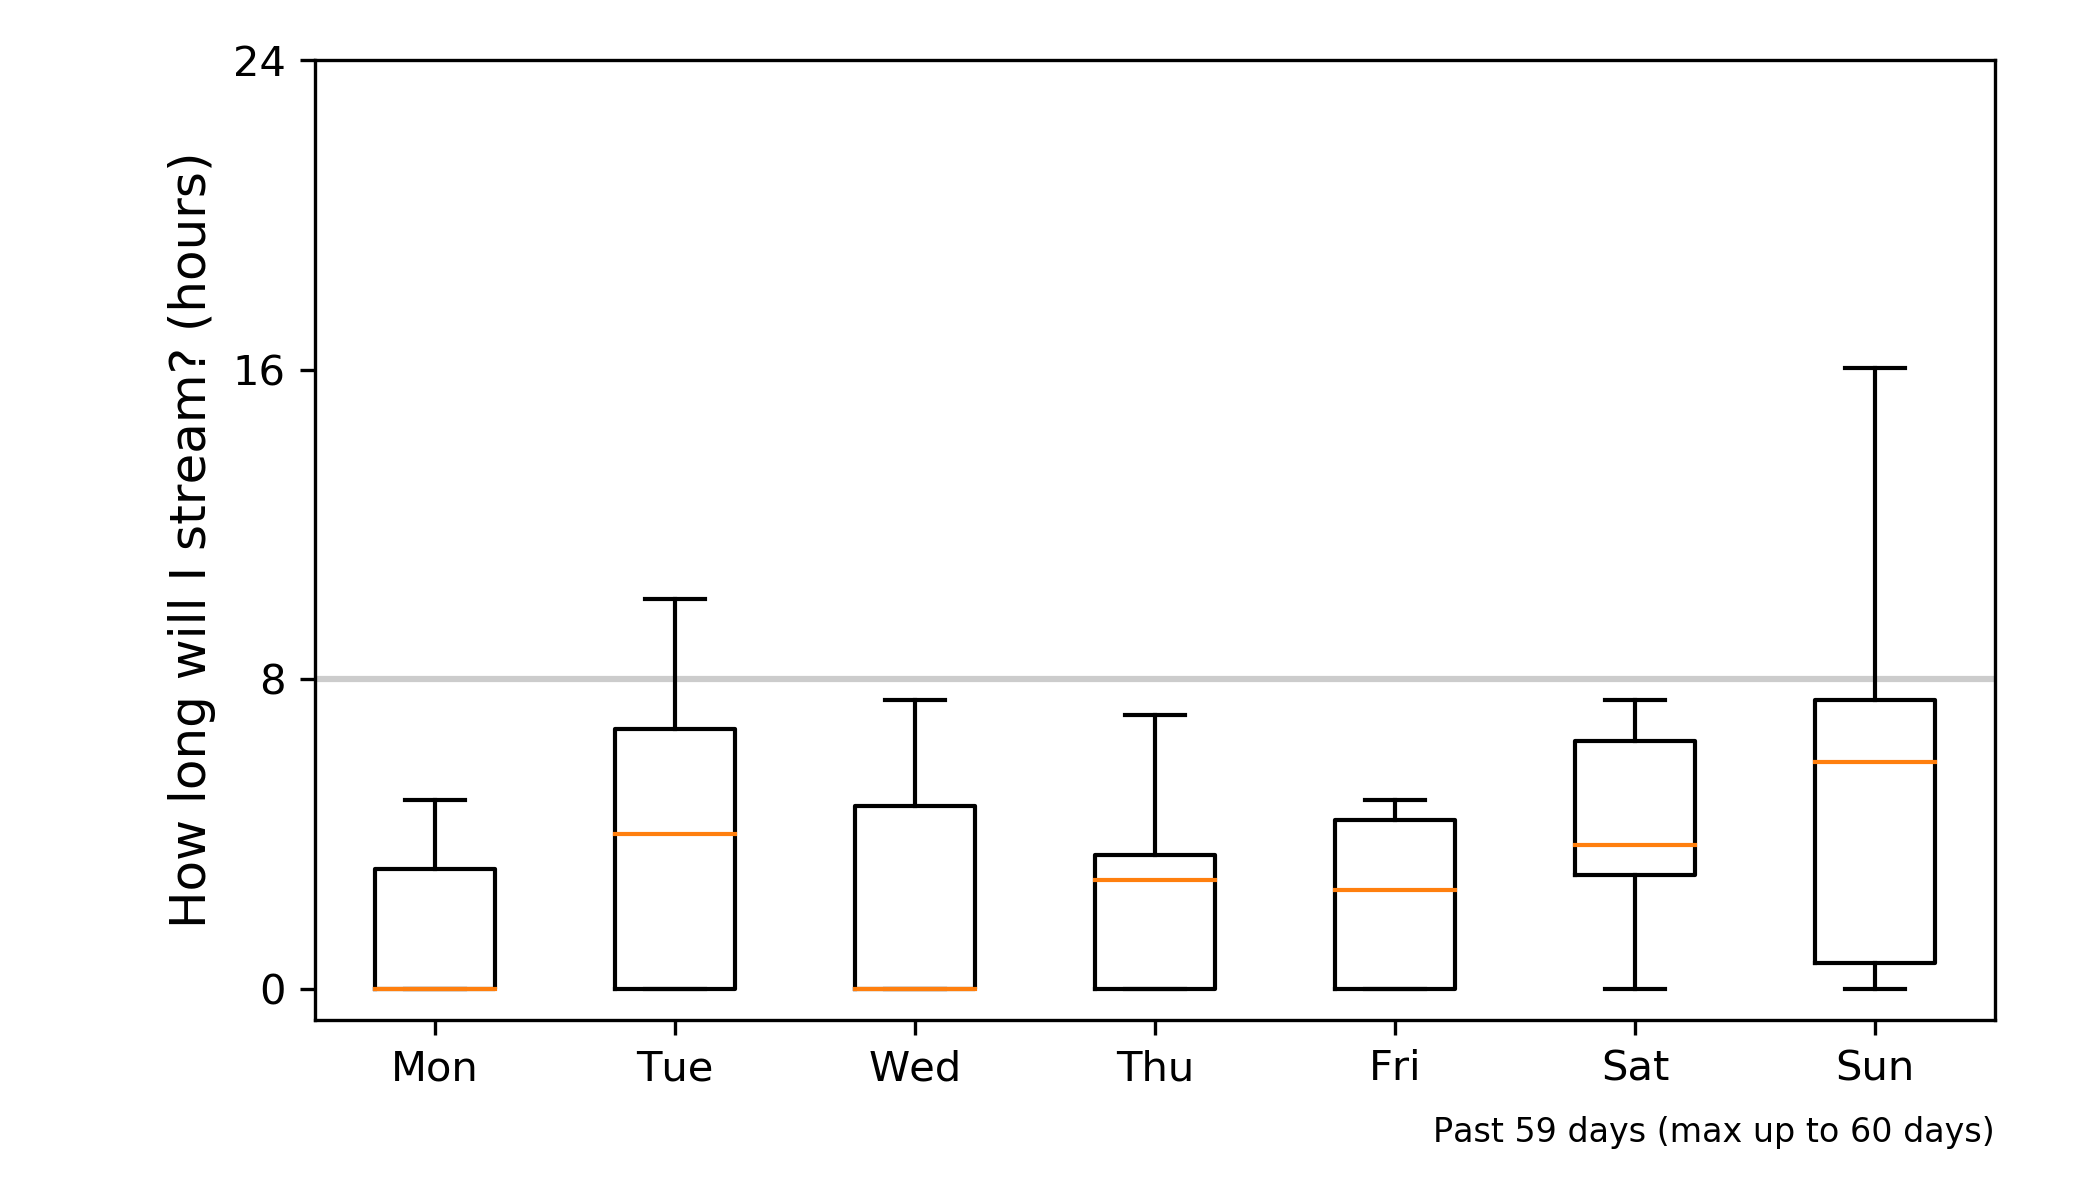 How long will I stream? (hours)
24
16
8
0
Mon Tue Wed Thu Fri Sat Sun
Past 59 days (max up to 60 days)